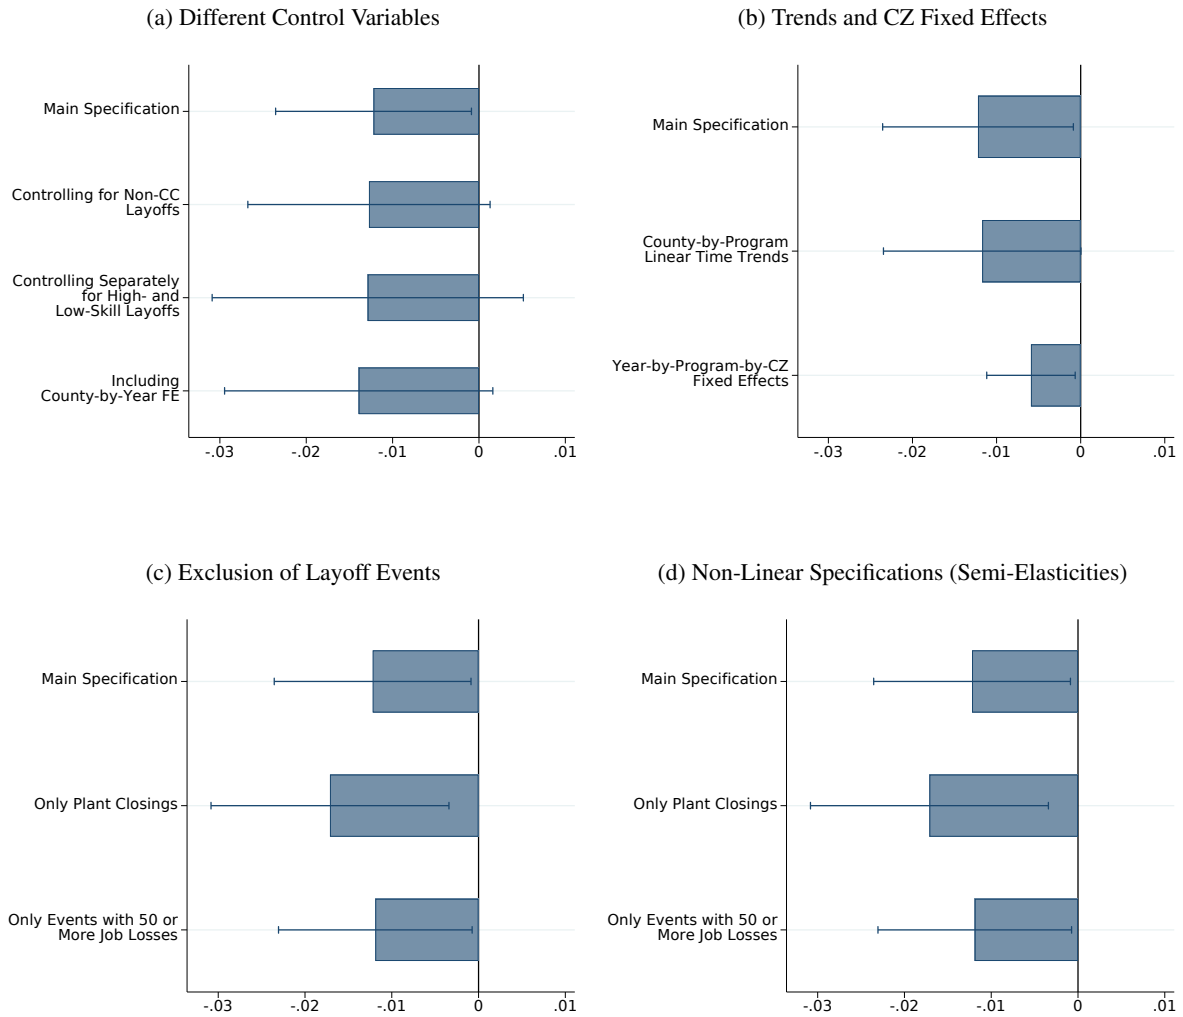 (a) Different Control Variables
Main Specification
Controlling for Non-CC
Layoffs
Controlling Separately
for High- and
Low-Skill Layoffs
Including
County-by-Year FE
-.03 -.02 -.01 0 .01
(b) Trends and CZ Fixed Effects
Main Specification
County-by-Program
Linear Time Trends
Year-by-Program-by-CZ
Fixed Effects
-.03 -.02 -.01 0 .01
(c) Exclusion of Layoff Events
Main Specification
Only Plant Closings
Only Events with 50 or
More Job Losses
-.03 -.02 -.01 0 .01
(d) Non-Linear Specifications (Semi-Elasticities)
Main Specification
Only Plant Closings
Only Events with 50 or
More Job Losses
-.03 -.02 -.01 0 .01